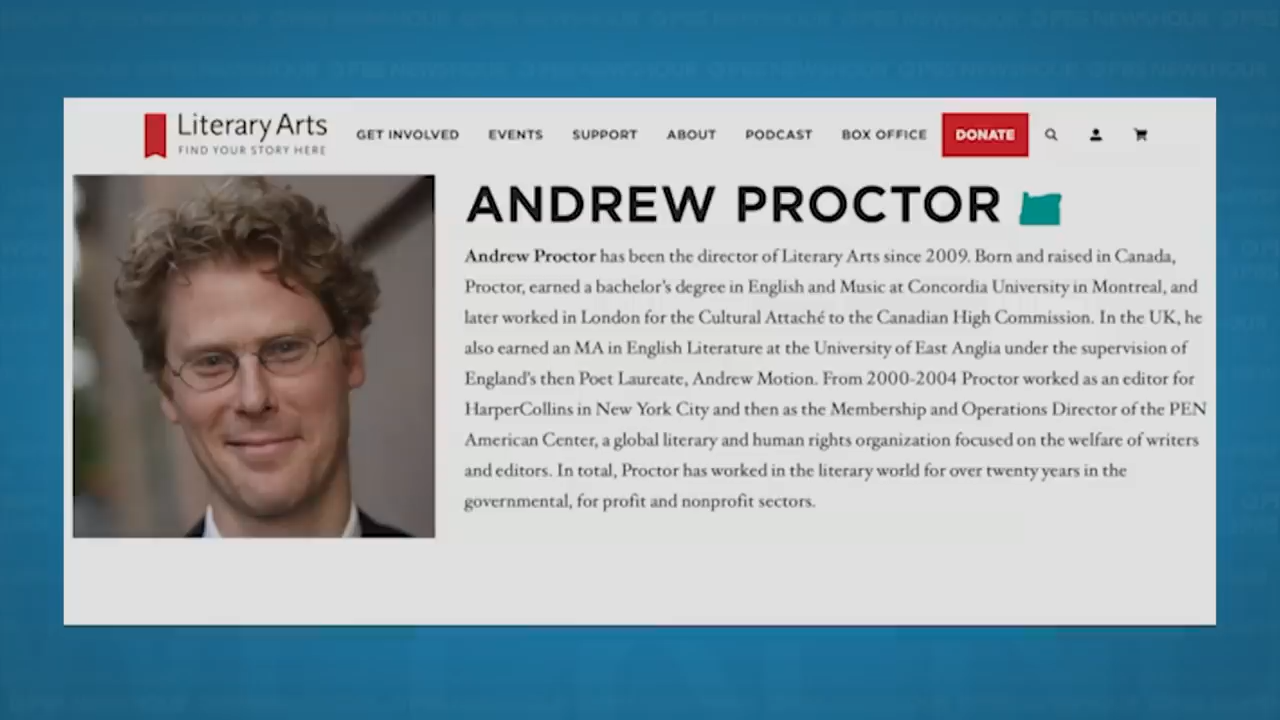 Literary Arts
FIND YOUR STORY HERE
GET INVOLVED EVENTS SUPPORT ABOUT PODCAST BOX OFFICE DONATE
ANDREW PROCTOR
Andrew Proctor has been the director of Literary Arts since 2009. Born and raised in Canada,
Proctor, earned a bachelor's degree in English and Music at Concordia University in Montreal, and
later worked in London for the Cultural Attaché to the Canadian High Commission. In the UK, he
also earned an MA in English Literature at the University of East Anglia under the supervision of
England's then Poet Laureate, Andrew Motion. From 2000-2004 Proctor worked as an editor for
HarperCollins in New York City and then as the Membership and Operations Director of the PEN
American Center, a global literary and human rights organization focused on the welfare of writers
and editors. In total, Proctor has worked in the literary world for over twenty years in the
governmental, for profit and nonprofit sectors.